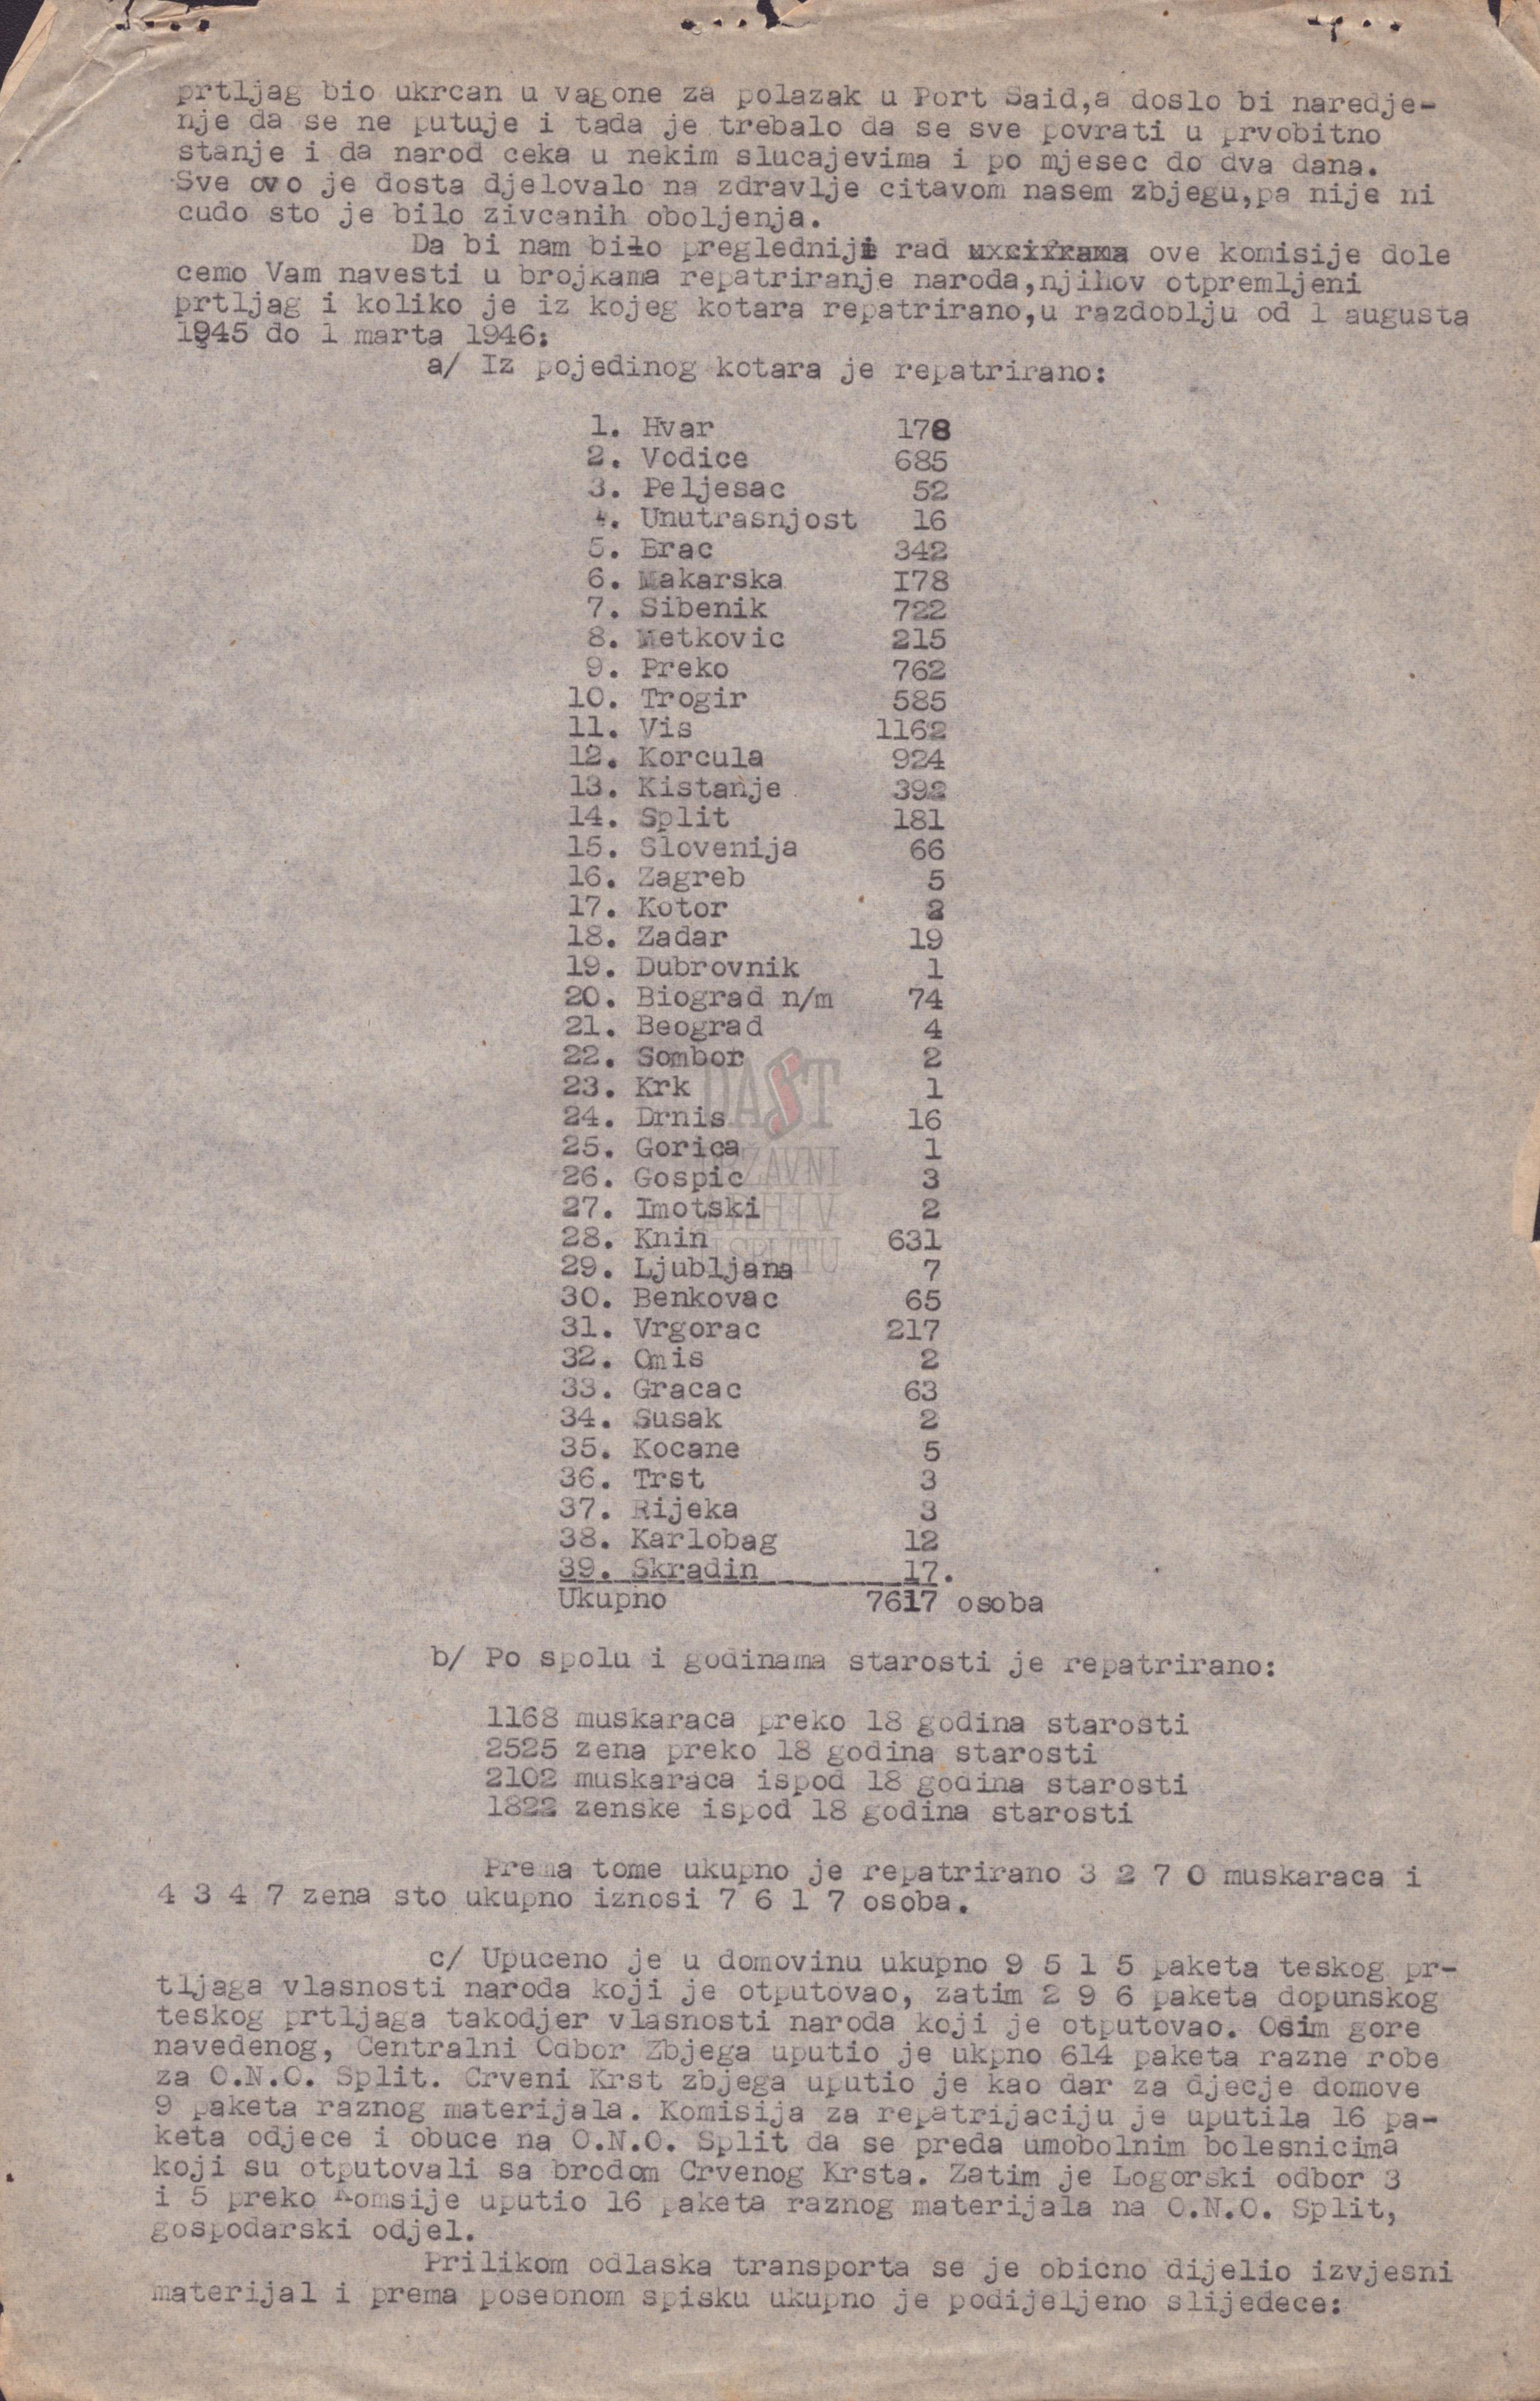 prtljag bio ukrcan u vagone za polazak u Port Said,a doslo bi naredje-
nje da se ne putuje i tada je trebalo da se sve povrati u prvobitno
stanje i da narod ceka u nekim slucajevima i po mjesec do dva dana.
Sve ovo je dosta djelovalo na zdravlje citavom nasem zbjegu,pa nije ni
cudo sto je bilo zivcanih oboljenja.
Da bi nam bilo pregledniji rad ove komisije dole
cemo Vam navesti u brojkama repatriranje naroda,njihov otpremljeni
prtljag i koliko je iz kojeg kotara repatrirano,u razdoblju od 1 augusta
1945 do 1 marta 1946:
a/ Iz pojedinog kotara je repatrirano:
1. Hvar 178
2. Vodice 685
3. Peljesac 52
4. Unutrasnjost 16
5. Brac 342
6. Makarska I78
7. Sibenik 722
8. Metkovic 215
9. Preko 762
10. Trogir 585
11. Vis 1162
12. Korcula 924
13. Kistanje 392
14. Split 181
15. Slovenija 66
16. Zagreb 5
17. Kotor 2
18. Zadar 19
19. Dubrovnik 1
20. Biograd n/m 74
21. Beograd 4
22. Sombor 2
23. Krk 1
24. Drnis 16
25. Gorica 1
26. Gospic 3
27. Imotski 2
28. Knin 631
29. Ljubljana 7
30. Benkovac 65
31. Vrgorac 217
32. Omis 2
33. Gracac 63
34. Susak 2
35. Kocane 5
36. Trst 3
37. Rijeka 3
38. Karlobag 12
39. Skradin 17.
Ukupno 7617 osoba
DAST
DRŽAVNI
ARHIV
U SPLITU
b/ Po spolu i godinama starosti je repatrirano:
1168 muskaraca preko 18 godina starosti
2525 zena preko 18 godina starosti
2102 muskaraca ispod 18 godina starosti
1822 zenske ispod 18 godina starosti
Prema tome ukupno je repatrirano 3 2 7 0 muskaraca i
4 3 4 7 zena sto ukupno iznosi 7 6 1 7 osoba.
c/ Upuceno je u domovinu ukupno 9 5 1 5 paketa teskog pr-
tljaga vlasnosti naroda koji je otputovao, zatim 2 9 6 paketa dopunskog
teskog prtljaga takodjer vlasnosti naroda koji je otputovao. Osim gore
navedenog, Centralni Odbor Zbjega uputio je ukpno 614 paketa razne robe
za O.N.O. Split. Crveni Krst zbjega uputio je kao dar za djecje domove
9 paketa raznog materijala. Komisija za repatrijaciju je uputila 16 pa-
keta odjece i obuce na O.N.O. Split da se preda umobolnim bolesnicima
koji su otputovali sa brodom Crvenog Krsta. Zatim je Logorski odbor 3
i 5 preko Komsije uputio 16 paketa raznog materijala na O.N.O. Split,
gospodarski odjel.
Prilikom odlaska transporta se je obicno dijelio izvjesni
materijal i prema posebnom spisku ukupno je podijeljeno slijedece: